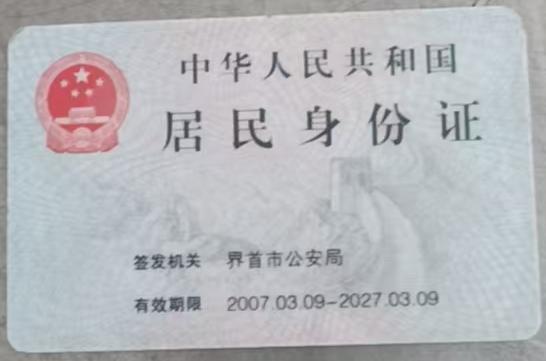 中华人民共和国
居民身份证
签发机关 界首市公安局
有效期限 2007.03.09-2027.03.09